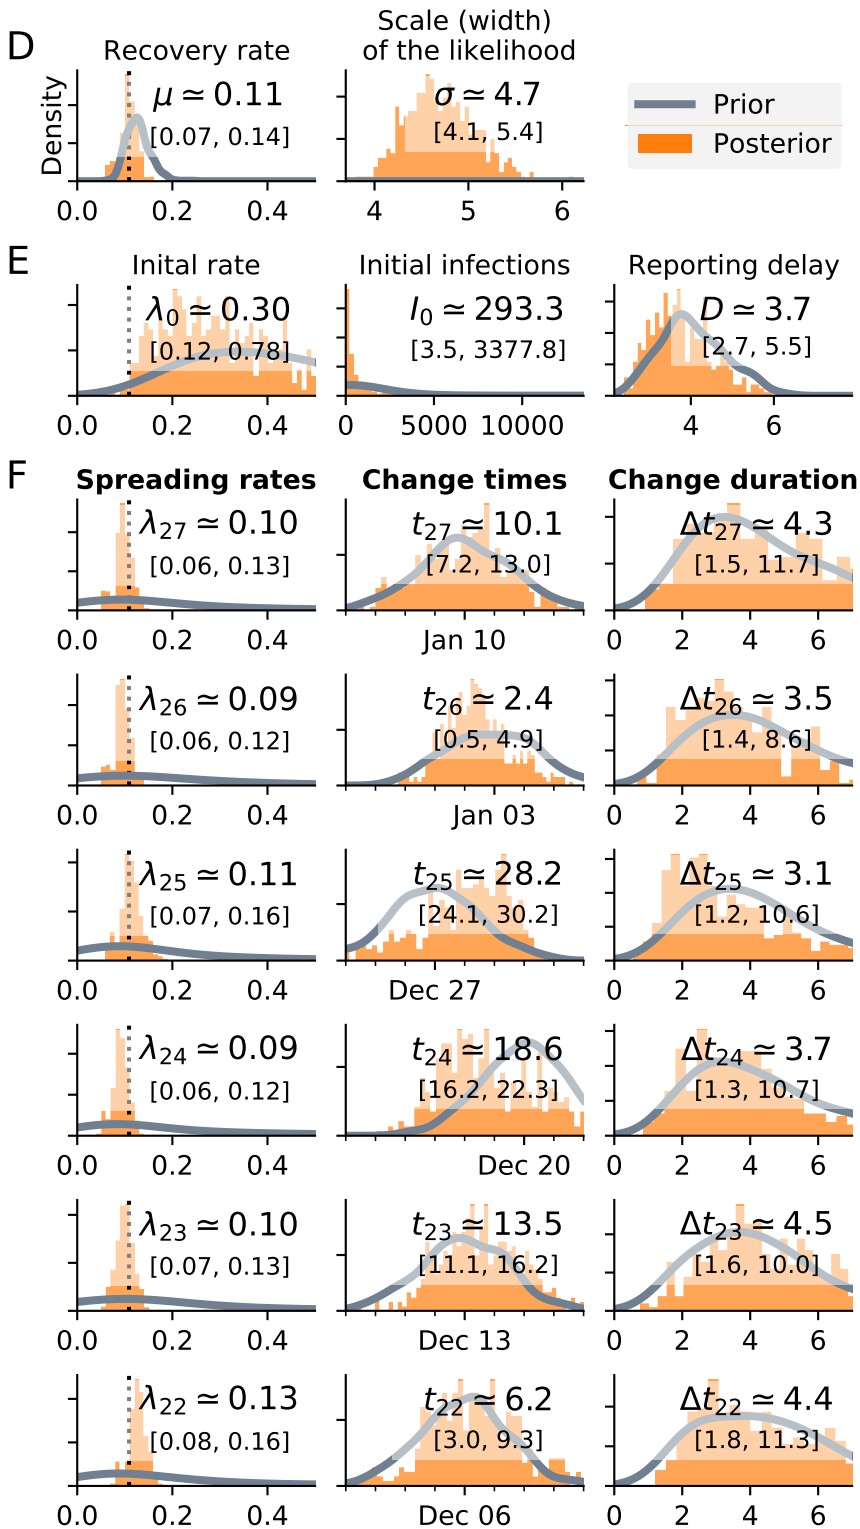 D
Recovery rate
Scale (width)
of the likelihood
Density
μ ≃ 0.11
[0.07, 0.14]
0.0 0.2 0.4
σ ≃ 4.7
[4.1, 5.4]
4 5 6
Prior
Posterior
E
Inital rate
λ0 ≃ 0.30
[0.12, 0.78]
0.0 0.2 0.4
Initial infections
I0 ≃ 293.3
[3.5, 3377.8]
0 5000 10000
Reporting delay
D ≃ 3.7
[2.7, 5.5]
4 6
F
Spreading rates
Change times
Change duration
λ27 ≃ 0.10
[0.06, 0.13]
0.0 0.2 0.4
t27 ≃ 10.1
[7.2, 13.0]
Jan 10
Δt27 ≃ 4.3
[1.5, 11.7]
0 2 4 6
λ26 ≃ 0.09
[0.06, 0.12]
0.0 0.2 0.4
t26 ≃ 2.4
[0.5, 4.9]
Jan 03
Δt26 ≃ 3.5
[1.4, 8.6]
0 2 4 6
λ25 ≃ 0.11
[0.07, 0.16]
0.0 0.2 0.4
t25 ≃ 28.2
[24.1, 30.2]
Dec 27
Δt25 ≃ 3.1
[1.2, 10.6]
0 2 4 6
λ24 ≃ 0.09
[0.06, 0.12]
0.0 0.2 0.4
t24 ≃ 18.6
[16.2, 22.3]
Dec 20
Δt24 ≃ 3.7
[1.3, 10.7]
0 2 4 6
λ23 ≃ 0.10
[0.07, 0.13]
0.0 0.2 0.4
t23 ≃ 13.5
[11.1, 16.2]
Dec 13
Δt23 ≃ 4.5
[1.6, 10.0]
0 2 4 6
λ22 ≃ 0.13
[0.08, 0.16]
0.0 0.2 0.4
t22 ≃ 6.2
[3.0, 9.3]
Dec 06
Δt22 ≃ 4.4
[1.8, 11.3]
0 2 4 6